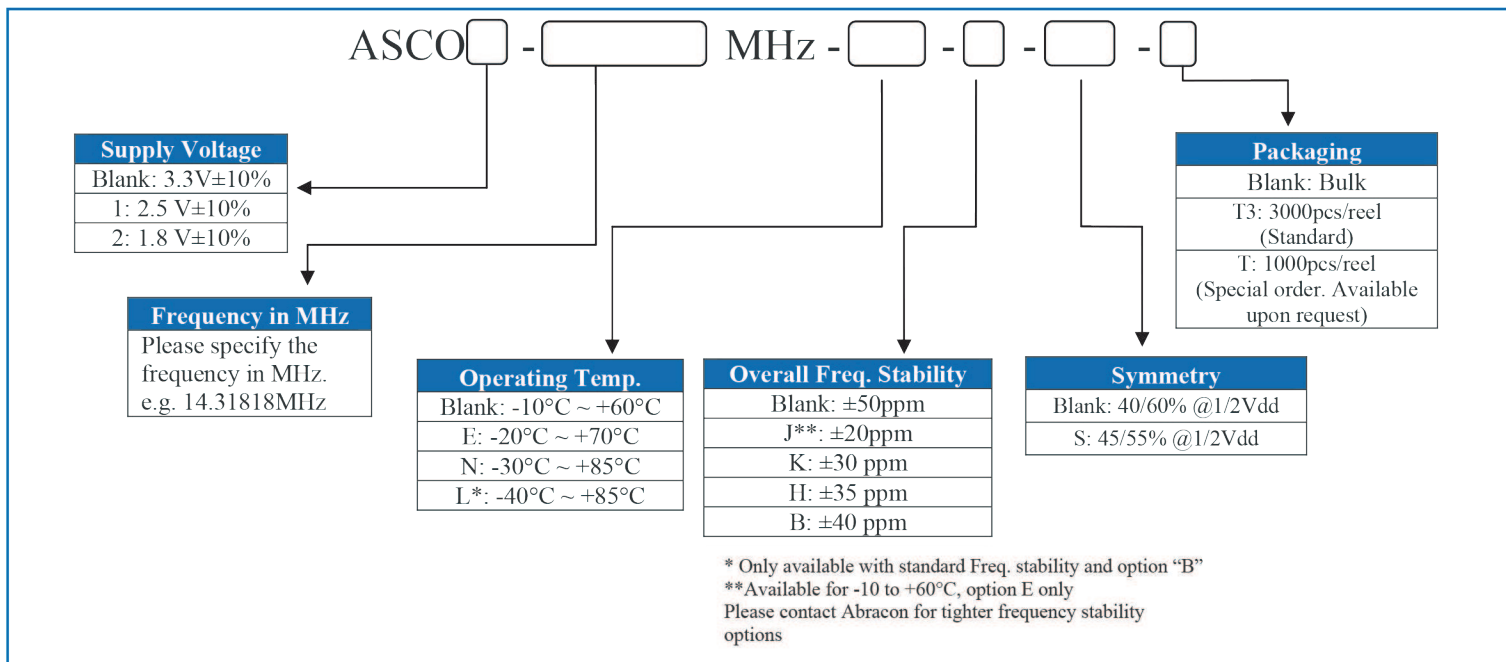 ASCO - MHz - - -
Supply Voltage
Blank: 3.3V±10%
1: 2.5 V±10%
2: 1.8 V±10%
Frequency in MHz
Please specify the
frequency in MHz.
e.g. 14.31818MHz
Operating Temp.
Blank: -10°C ~ +60°C
E: -20°C ~ +70°C
N: -30°C ~ +85°C
L*: -40°C ~ +85°C
Overall Freq. Stability
Blank: ±50ppm
J**: ±20ppm
K: ±30 ppm
H: ±35 ppm
B: ±40 ppm
Symmetry
Blank: 40/60% @1/2Vdd
S: 45/55% @1/2Vdd
Packaging
Blank: Bulk
T3: 3000pcs/reel
(Standard)
T: 1000pcs/reel
(Special order. Available
upon request)
* Only available with standard Freq. stability and option “B”
**Available for -10 to +60°C, option E only
Please contact Abracon for tighter frequency stability
options